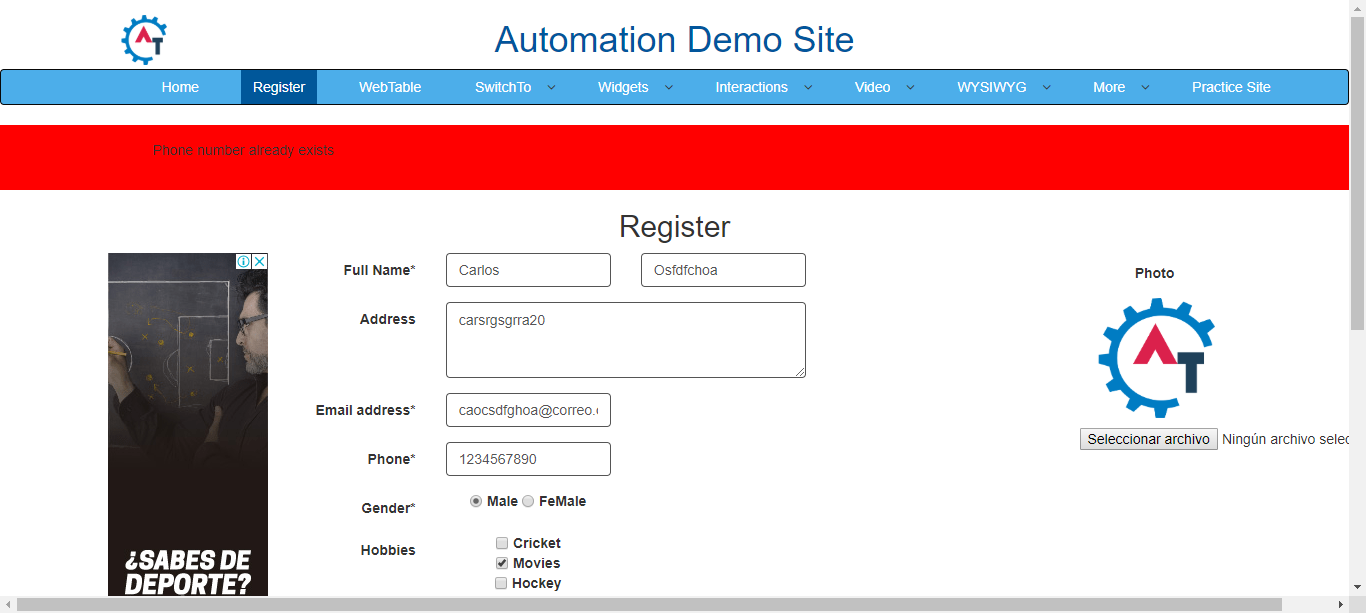 AT
Automation Demo Site
Home Register WebTable SwitchTo Widgets Interactions Video WYSIWYG More Practice Site
Phone number already exists
Register
Full Name* Carlos Osfdfchoa
Address carsrgsgrra20
Email address* caocsdfghoa@correo.
Phone* 1234567890
Gender* Male FeMale
Hobbies Cricket
Movies
Hockey
Photo
AT
Seleccionar archivo Ningún archivo selec
¿SABES DE
DEPORTE?